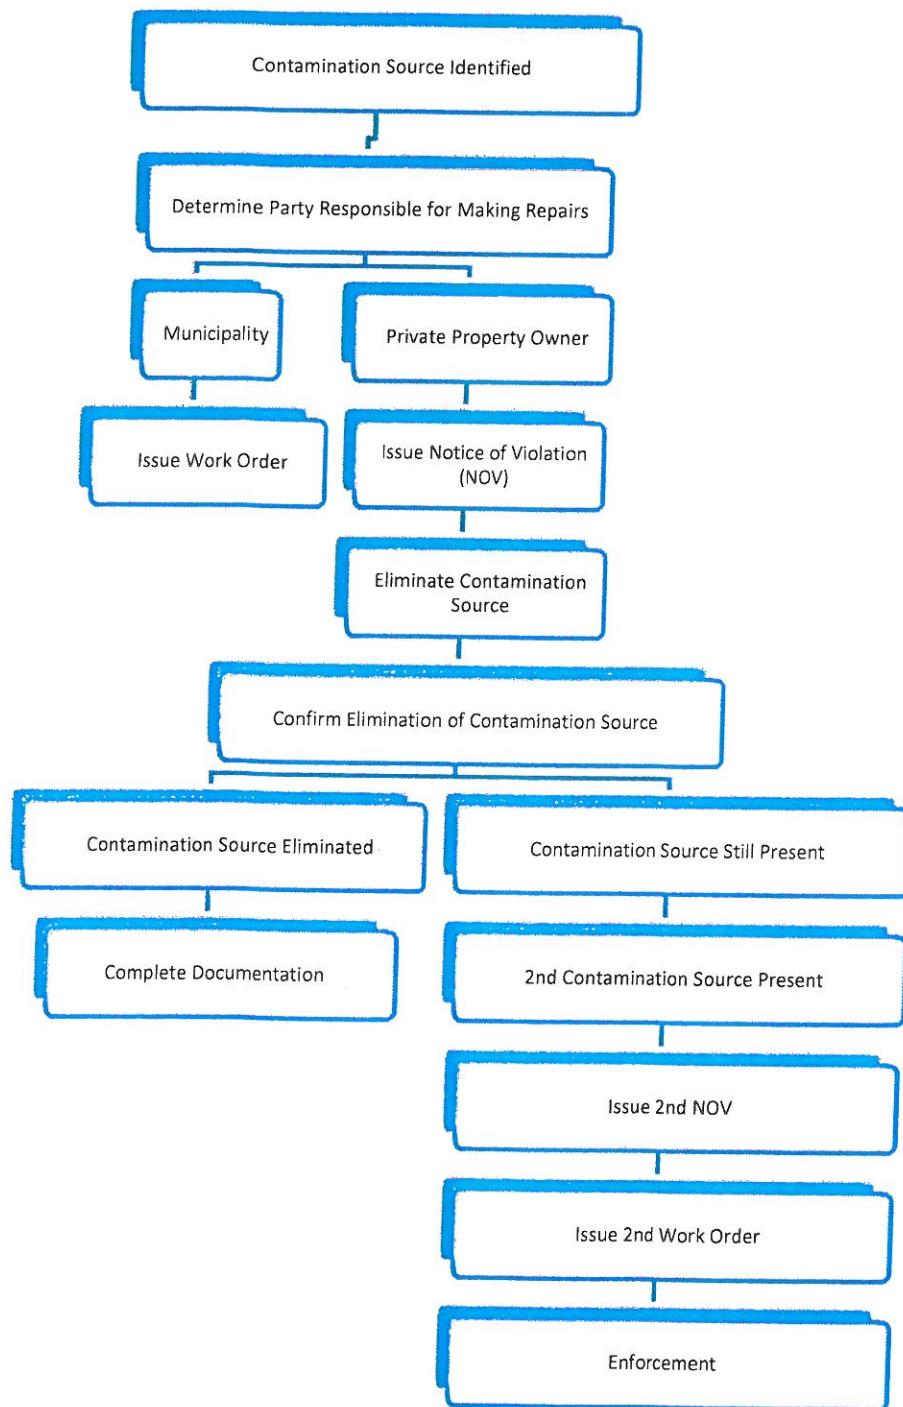 Contamination Source Identified
Determine Party Responsible for Making Repairs
Municipality
Private Property Owner
Issue Work Order
Issue Notice of Violation
(NOV)
Eliminate Contamination
Source
Confirm Elimination of Contamination Source
Contamination Source Eliminated
Contamination Source Still Present
Complete Documentation
2nd Contamination Source Present
Issue 2nd NOV
Issue 2nd Work Order
Enforcement